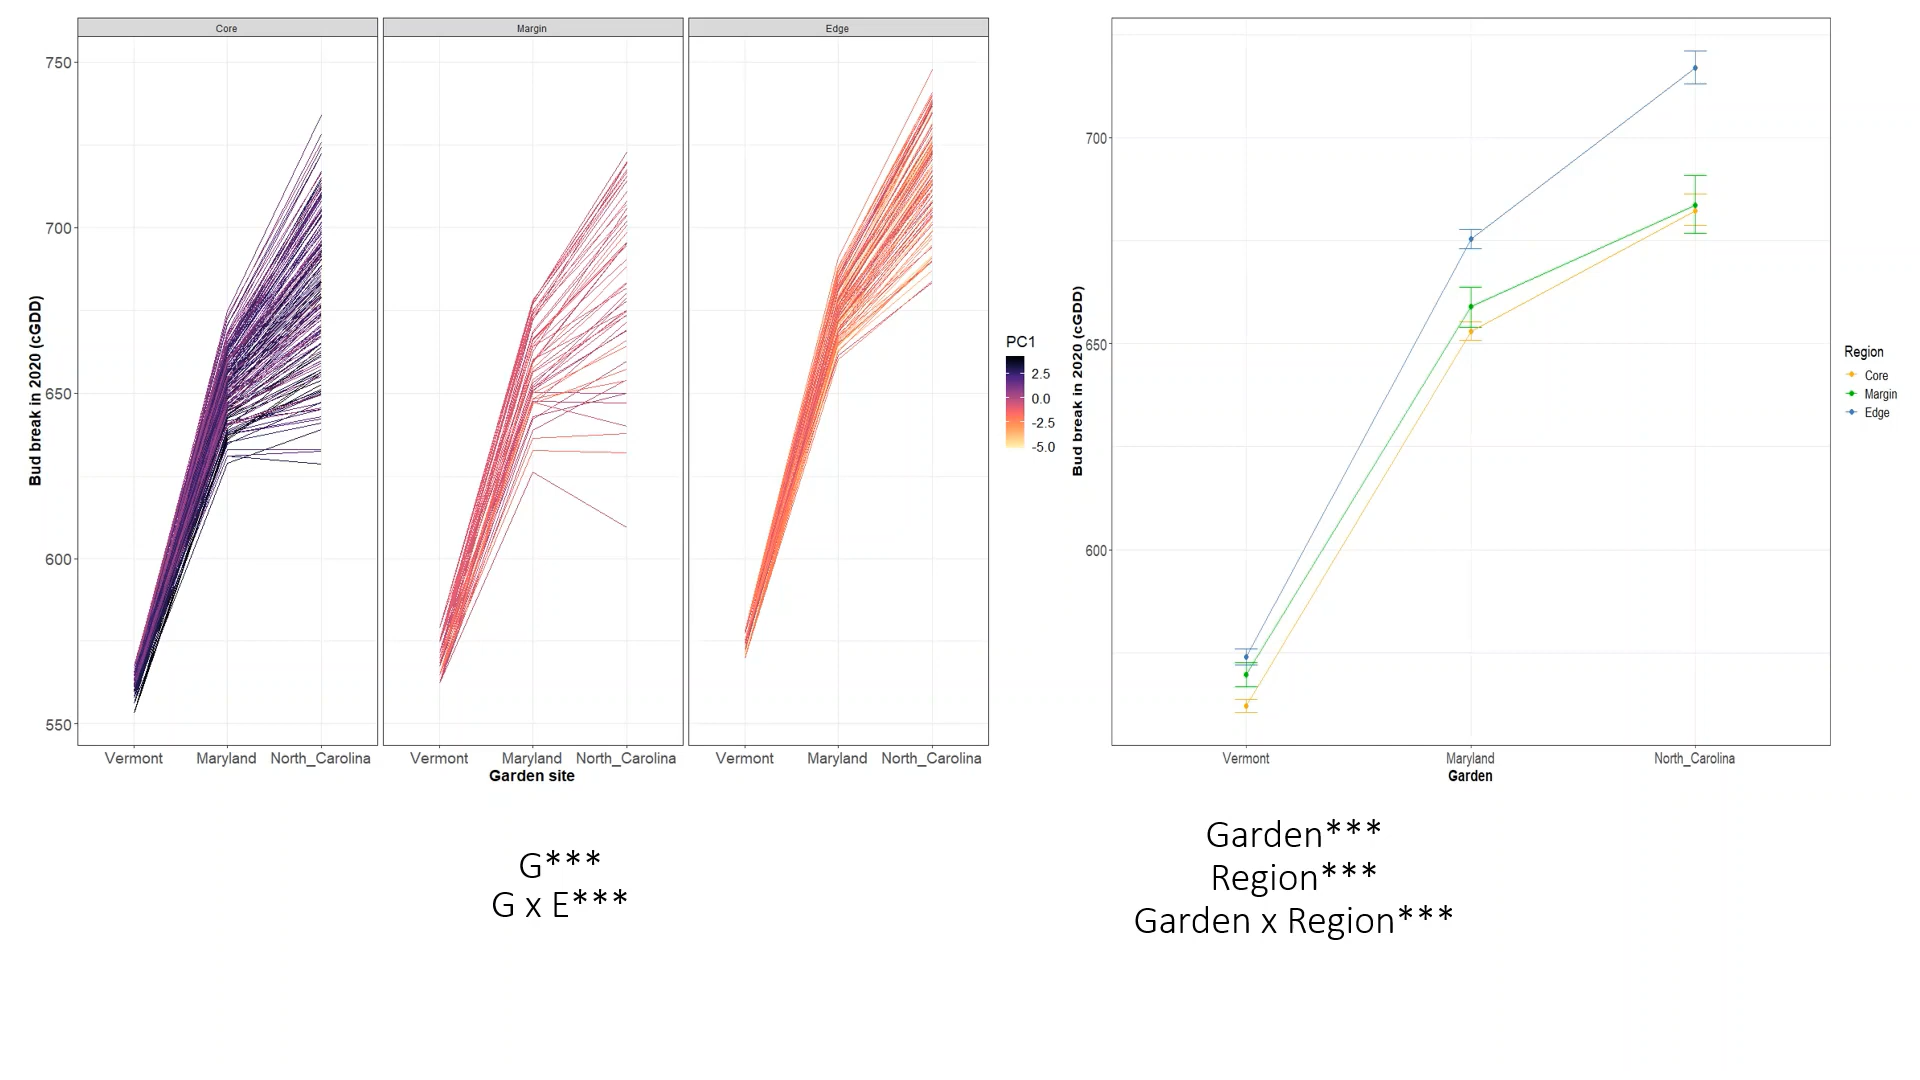 Core
Margin
Edge
750
700
650
600
550
Bud break in 2020 (cGDD)
Vermont
Maryland
North_Carolina
Vermont
Maryland
North_Carolina
Vermont
Maryland
North_Carolina
Garden site
PC1
2.5
0.0
-2.5
-5.0
700
650
600
Bud break in 2020 (cGDD)
Vermont
Maryland
North_Carolina
Garden
Region
Core
Margin
Edge
G***
G x E***
Garden***
Region***
Garden x Region***